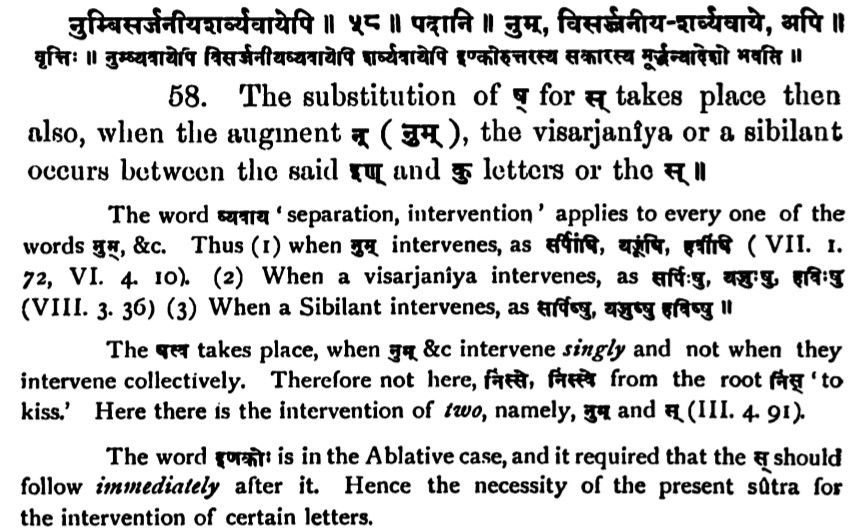 नुम्विसर्जनीयशर्व्यवायेपि ॥ ५८ ॥ पदानि ॥ नुम्, विसर्ज्जनीय-शर्व्यवाये, अपि ॥
वृत्तिः ॥ नुम्व्यवायेपि विसर्जनीयव्यवायेपि शर्व्यवायेपि इण्कोरुत्तरस्य सकारस्य मूर्द्धन्यादेशो भवति ॥
58. The substitution of ष् for स् takes place then
also, when the augment न् ( नुम् ), the visarjanîya or a sibilant
occurs between the said इण् and कु letters or the स् ॥
The word व्यवाय ' separation, intervention ' applies to every one of the
words नुम्, &c. Thus (1) when नुम् intervenes, as सर्पींषि, यजूंषि, हवींषि ( VII. 1.
72, VI. 4. 10). (2) When a visarjanîya intervenes, as सर्पिःषु, यजुःषु, हविःषु
(VIII. 3. 36) (3) When a Sibilant intervenes, as सर्पिष्षु, यजुष्षु हविष्षु ॥
The षत्व takes place, when नुम् &c intervene singly and not when they
intervene collectively. Therefore not here, निंस्से, निंस्स्वे from the root निंस् ' to
kiss.' Here there is the intervention of two, namely, नुम् and स् (III. 4. 91).
The word इणकोः is in the Ablative case, and it required that the स् should
follow immediately after it. Hence the necessity of the present sûtra for
the intervention of certain letters.